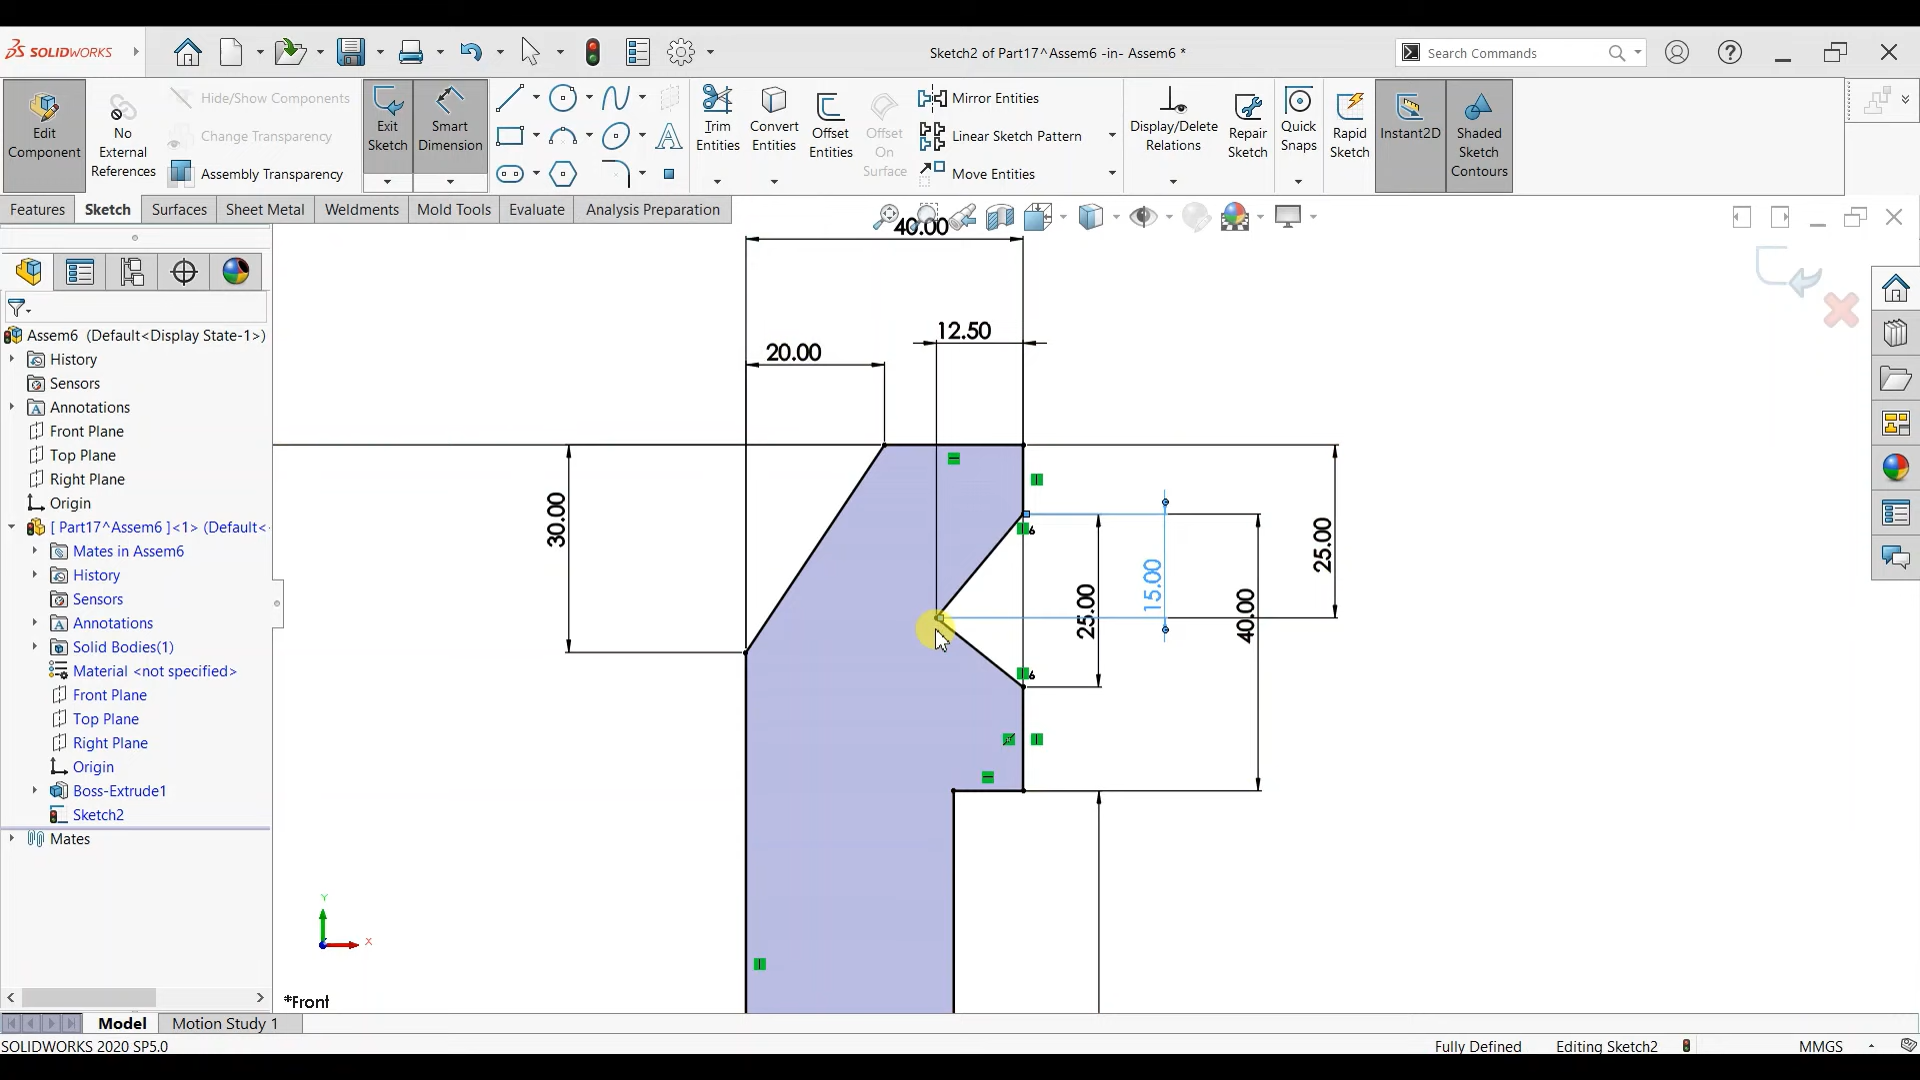 SOLIDWORKS
Sketch2 of Part17^Assem6 -in- Assem6 *
Search Commands
Edit Component
No External References
Hide/Show Components
Change Transparency
Assembly Transparency
Exit Sketch
Smart Dimension
Trim Entities
Convert Entities
Offset Entities
Offset On Surface
Mirror Entities
Linear Sketch Pattern
Move Entities
Display/Delete Relations
Repair Sketch
Quick Snaps
Rapid Sketch
Instant2D
Shaded Sketch Contours
Features
Sketch
Surfaces
Sheet Metal
Weldments
Mold Tools
Evaluate
Analysis Preparation
Assem6 (Default<Display State-1>)
History
Sensors
Annotations
Front Plane
Top Plane
Right Plane
Origin
[ Part17^Assem6 ]<1> (Default<
Mates in Assem6
History
Sensors
Annotations
Solid Bodies(1)
Material <not specified>
Front Plane
Top Plane
Right Plane
Origin
Boss-Extrude1
Sketch2
Mates
40.00
12.50
20.00
30.00
25.00
15.00
40.00
25.00
6
6
Y
X
*Front
Model
Motion Study 1
SOLIDWORKS 2020 SP5.0
Fully Defined
Editing Sketch2
MMGS